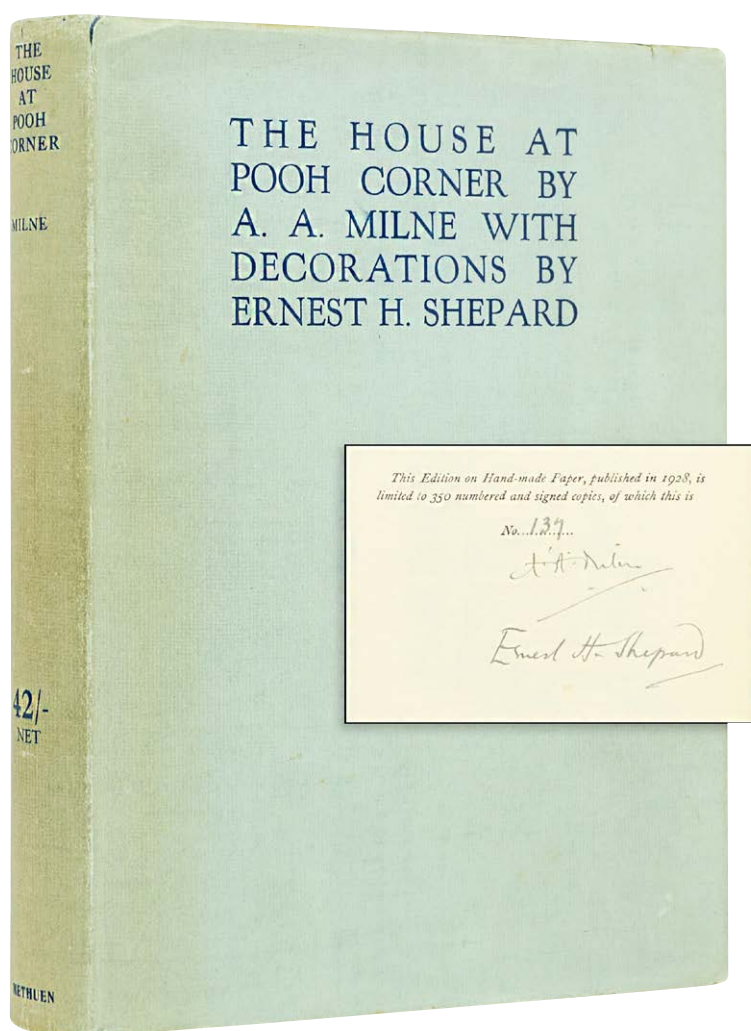 THE
HOUSE
AT
POOH
CORNER
MILNE
42/-
NET
METHUEN
THE HOUSE AT
POOH CORNER BY
A. A. MILNE WITH
DECORATIONS BY
ERNEST H. SHEPARD
This Edition on Hand-made Paper, published in 1928, is
limited to 350 numbered and signed copies, of which this is
No...137...
A. A. Milne
Ernest H. Shepard